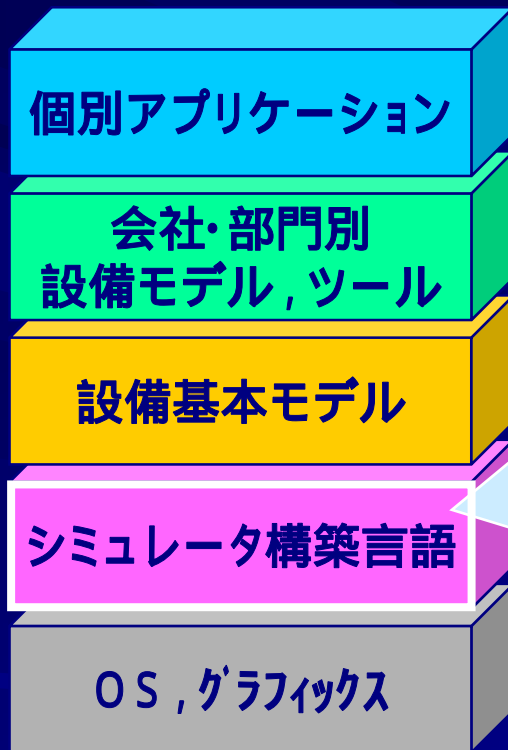 個別アプリケーション
会社・部門別
設備モデル，ツール
設備基本モデル
シミュレータ構築言語
ＯＳ，ｸﾞﾗﾌｨｯｸｽ